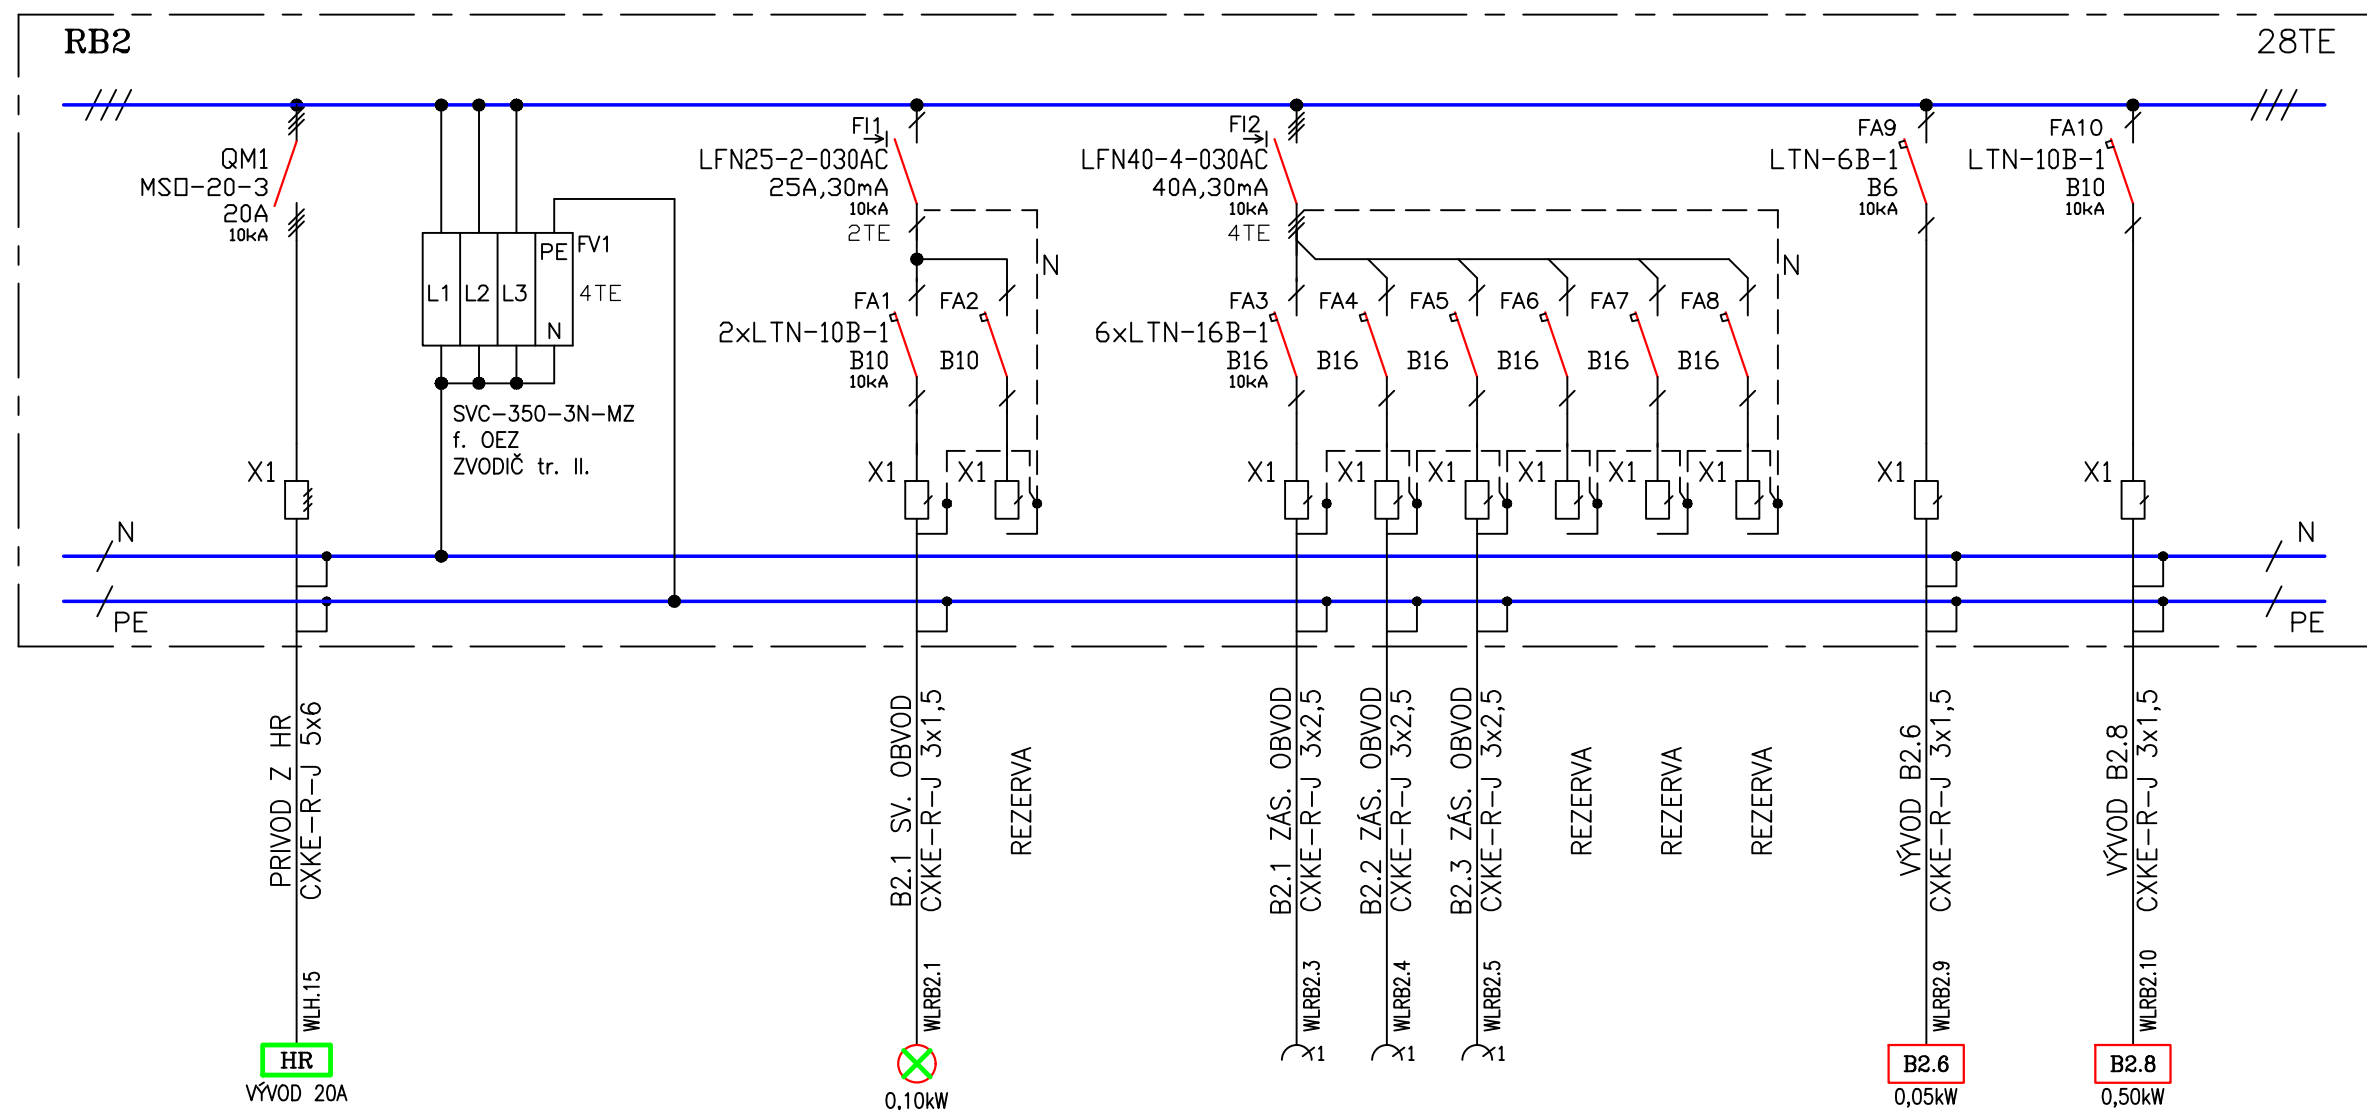 RB2
28TE
QM1
MSO-20-3
20A
10kA
FI1
LFN25-2-030AC
25A,30mA
10kA
2TE
FI2
LFN40-4-030AC
40A,30mA
10kA
4TE
FA9
LTN-6B-1
B6
10kA
FA10
LTN-10B-1
B10
10kA
L1
L2
L3
PE
N
FV1
4TE
SVC-350-3N-MZ
f. OEZ
ZVODIČ tr. II.
N
N
FA1
2xLTN-10B-1
B10
10kA
FA2
B10
FA3
6xLTN-16B-1
B16
10kA
FA4
B16
FA5
B16
FA6
B16
FA7
B16
FA8
B16
X1
X1
X1
X1
X1
X1
X1
X1
X1
X1
X1
N
N
PE
PE
PRIVOD Z HR
CXKE-R-J 5x6
WLH.15
B2.1 SV. OBVOD
CXKE-R-J 3x1,5
WLRB2.1
REZERVA
B2.1 ZÁS. OBVOD
CXKE-R-J 3x2,5
WLRB2.3
B2.2 ZÁS. OBVOD
CXKE-R-J 3x2,5
WLRB2.4
B2.3 ZÁS. OBVOD
CXKE-R-J 3x2,5
WLRB2.5
REZERVA
REZERVA
REZERVA
VÝVOD B2.6
CXKE-R-J 3x1,5
WLRB2.9
VÝVOD B2.8
CXKE-R-J 3x1,5
WLRB2.10
HR
VÝVOD 20A
0,10kW
1
1
1
B2.6
0,05kW
B2.8
0,50kW